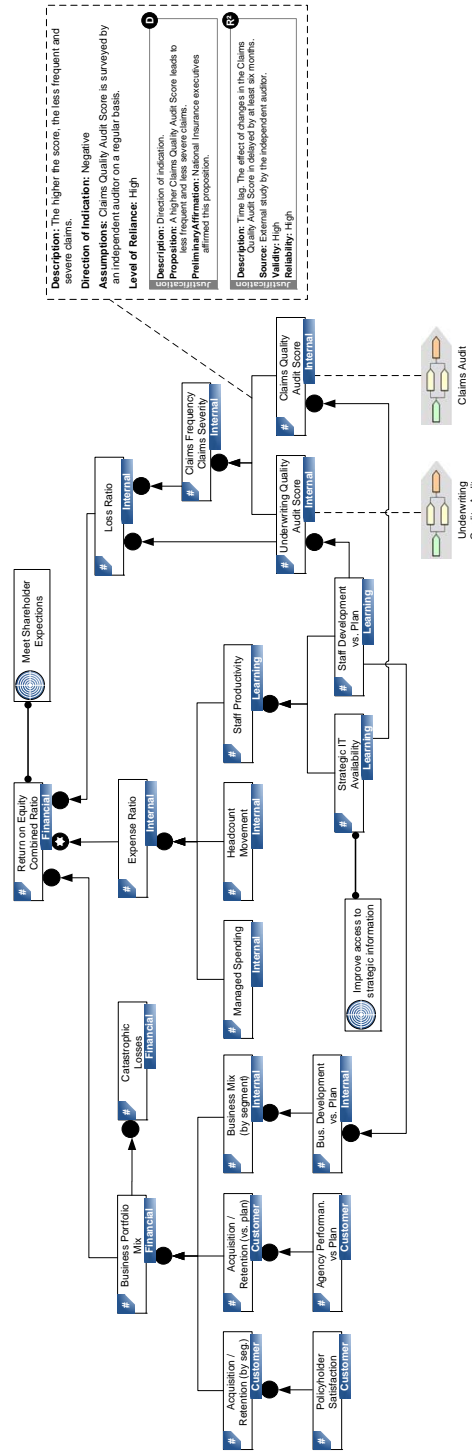 #
Return on Equity
Combined Ratio
Financial
Meet Shareholder
Expections
#
Business Portfolio
Mix
Financial
#
Catastrophic
Losses
Financial
#
Expense Ratio
Internal
#
Loss Ratio
Internal
#
Claims Frequency
Claims Severity
Internal
#
Acquisition /
Retention (by seg.)
Customer
#
Acquisition /
Retention (vs. plan)
Customer
#
Business Mix
(by segment)
Internal
#
Managed Spending
Internal
#
Headcount
Movement
Internal
#
Staff Productivity
Learning
#
Underwriting Quality
Audit Score
Internal
#
Claims Quality
Audit Score
Internal
#
Policyholder
Satisfaction
Customer
#
Agency Performan.
vs Plan
Customer
#
Bus. Development
vs. Plan
Internal
Improve access to
strategic information
#
Strategic IT
Availability
Learning
#
Staff Development
vs. Plan
Learning
Underwriting
Claims Audit
Description: The higher the score, the less frequent and
severe claims.
Direction of Indication: Negative
Assumptions: Claims Quality Audit Score is surveyed by
an independent auditor on a regular basis.
Level of Reliance: High
Justification
D
Description: Direction of indication.
Proposition: A higher Claims Quality Audit Score leads to
less frequent and less severe claims.
PreliminaryAffirmation: National Insurance executives
affirmed this proposition.
Justification
R²
Description: Time lag. The effect of changes in the Claims
Quality Audit Score in delayed by at least six months.
Source: External study by the independent auditor.
Validity: High
Reliability: High